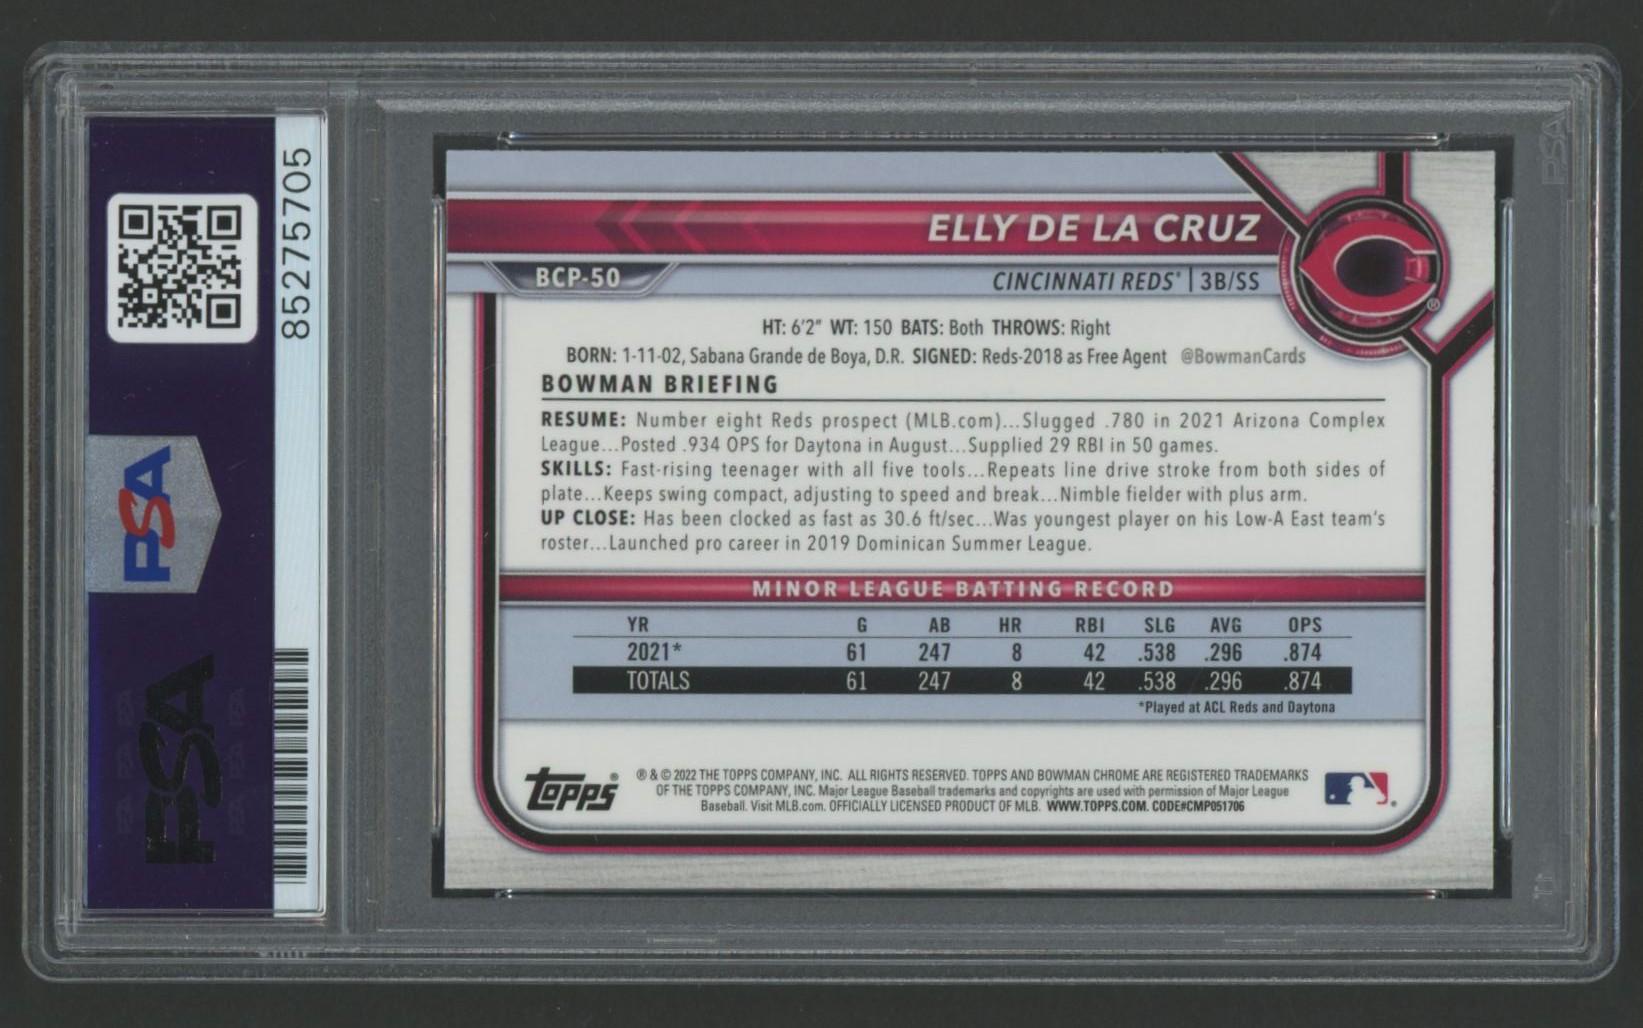 85275705
PSA
PSA
ELLY DE LA CRUZ
BCP-50
CINCINNATI REDS® | 3B/SS
HT: 6'2" WT: 150 BATS: Both THROWS: Right
BORN: 1-11-02, Sabana Grande de Boya, D.R. SIGNED: Reds-2018 as Free Agent @BowmanCards
BOWMAN BRIEFING
RESUME: Number eight Reds prospect (MLB.com)...Slugged .780 in 2021 Arizona Complex
League...Posted .934 OPS for Daytona in August...Supplied 29 RBI in 50 games.
SKILLS: Fast-rising teenager with all five tools...Repeats line drive stroke from both sides of
plate...Keeps swing compact, adjusting to speed and break...Nimble fielder with plus arm.
UP CLOSE: Has been clocked as fast as 30.6 ft/sec...Was youngest player on his Low-A East team's
roster...Launched pro career in 2019 Dominican Summer League.
MINOR LEAGUE BATTING RECORD
YR G AB HR RBI SLG AVG OPS
2021* 61 247 8 42 .538 .296 .874
TOTALS 61 247 8 42 .538 .296 .874
*Played at ACL Reds and Daytona
Topps®
® & © 2022 THE TOPPS COMPANY, INC. ALL RIGHTS RESERVED. TOPPS AND BOWMAN CHROME ARE REGISTERED TRADEMARKS
OF THE TOPPS COMPANY, INC. Major League Baseball trademarks and copyrights are used with permission of Major League
Baseball. Visit MLB.com. OFFICIALLY LICENSED PRODUCT OF MLB. WWW.TOPPS.COM. CODE#CMP051706
PSA